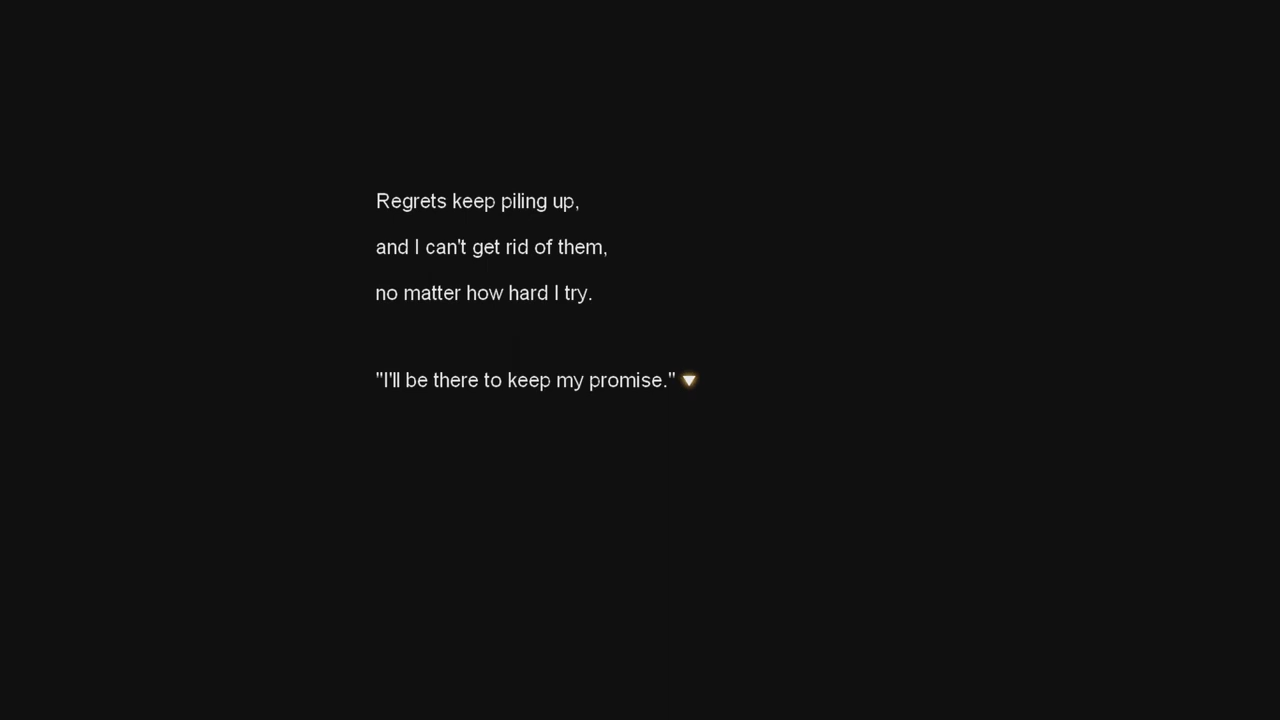 Regrets keep piling up,
and I can't get rid of them,
no matter how hard I try.
"I'll be there to keep my promise."